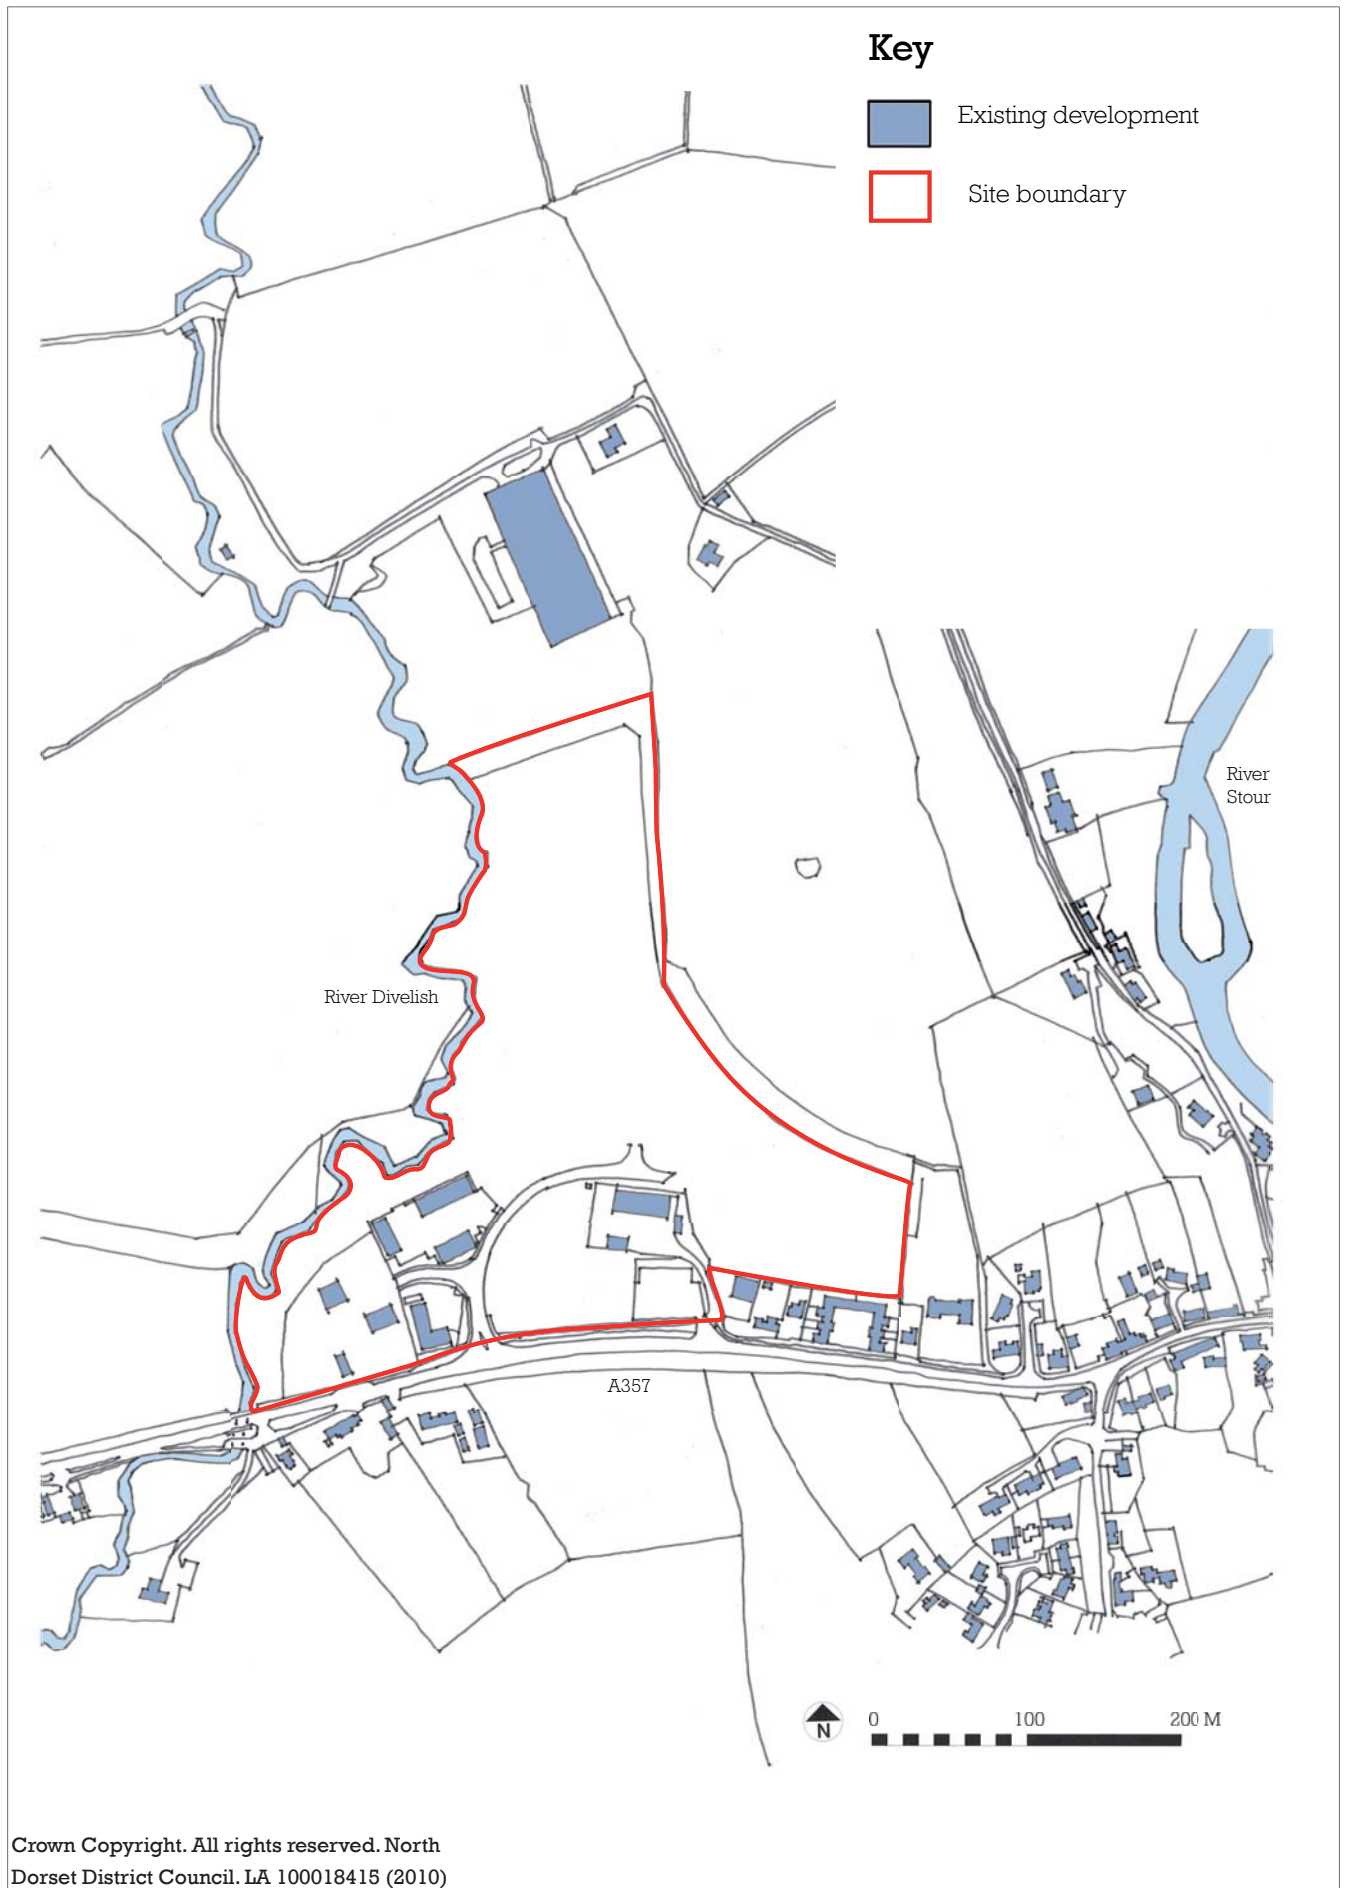 Key
Existing development
Site boundary
River
Stour
River Divelish
A357
N
0 100 200 M
Crown Copyright. All rights reserved. North
Dorset District Council. LA 100018415 (2010)